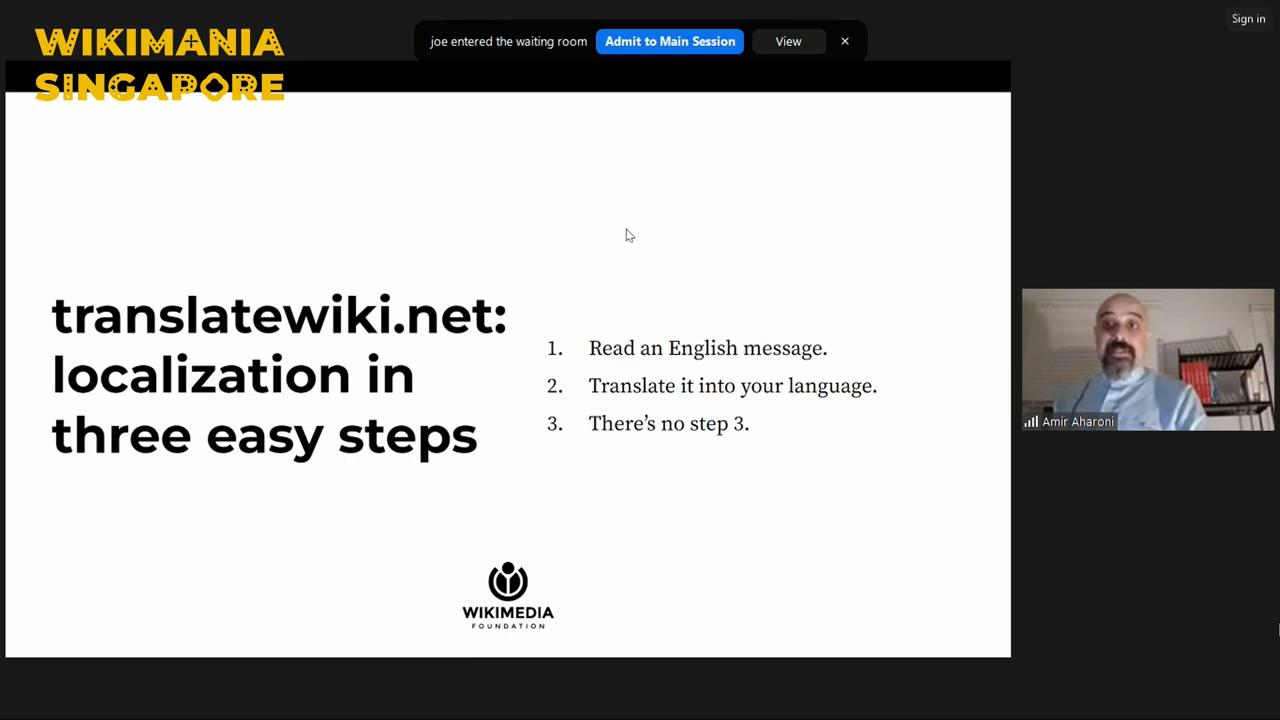 Sign in
WIKIMANIA
SINGAPORE
joe entered the waiting room Admit to Main Session View
translatewiki.net:
localization in
three easy steps
1. Read an English message.
2. Translate it into your language.
3. There’s no step 3.
Amir Aharoni
WIKIMEDIA
FOUNDATION